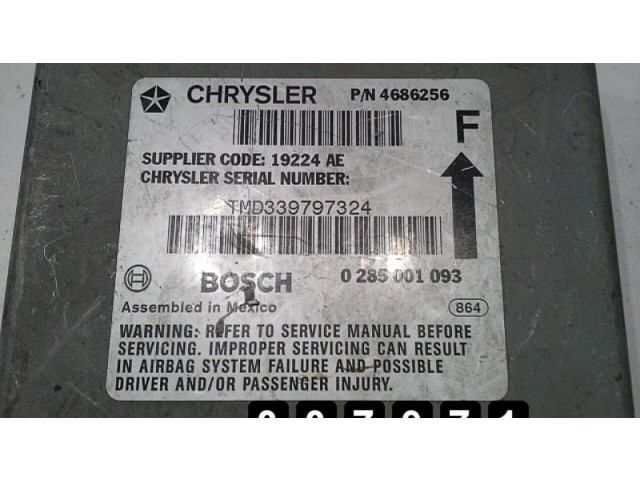 CHRYSLER P/N 4686256
F
SUPPLIER CODE: 19224 AE
CHRYSLER SERIAL NUMBER:
TMD339797324
BOSCH 0 285 001 093
Assembled in Mexico 864
WARNING: REFER TO SERVICE MANUAL BEFORE
SERVICING. IMPROPER SERVICING CAN RESULT
IN AIRBAG SYSTEM FAILURE AND POSSIBLE
DRIVER AND/OR PASSENGER INJURY.